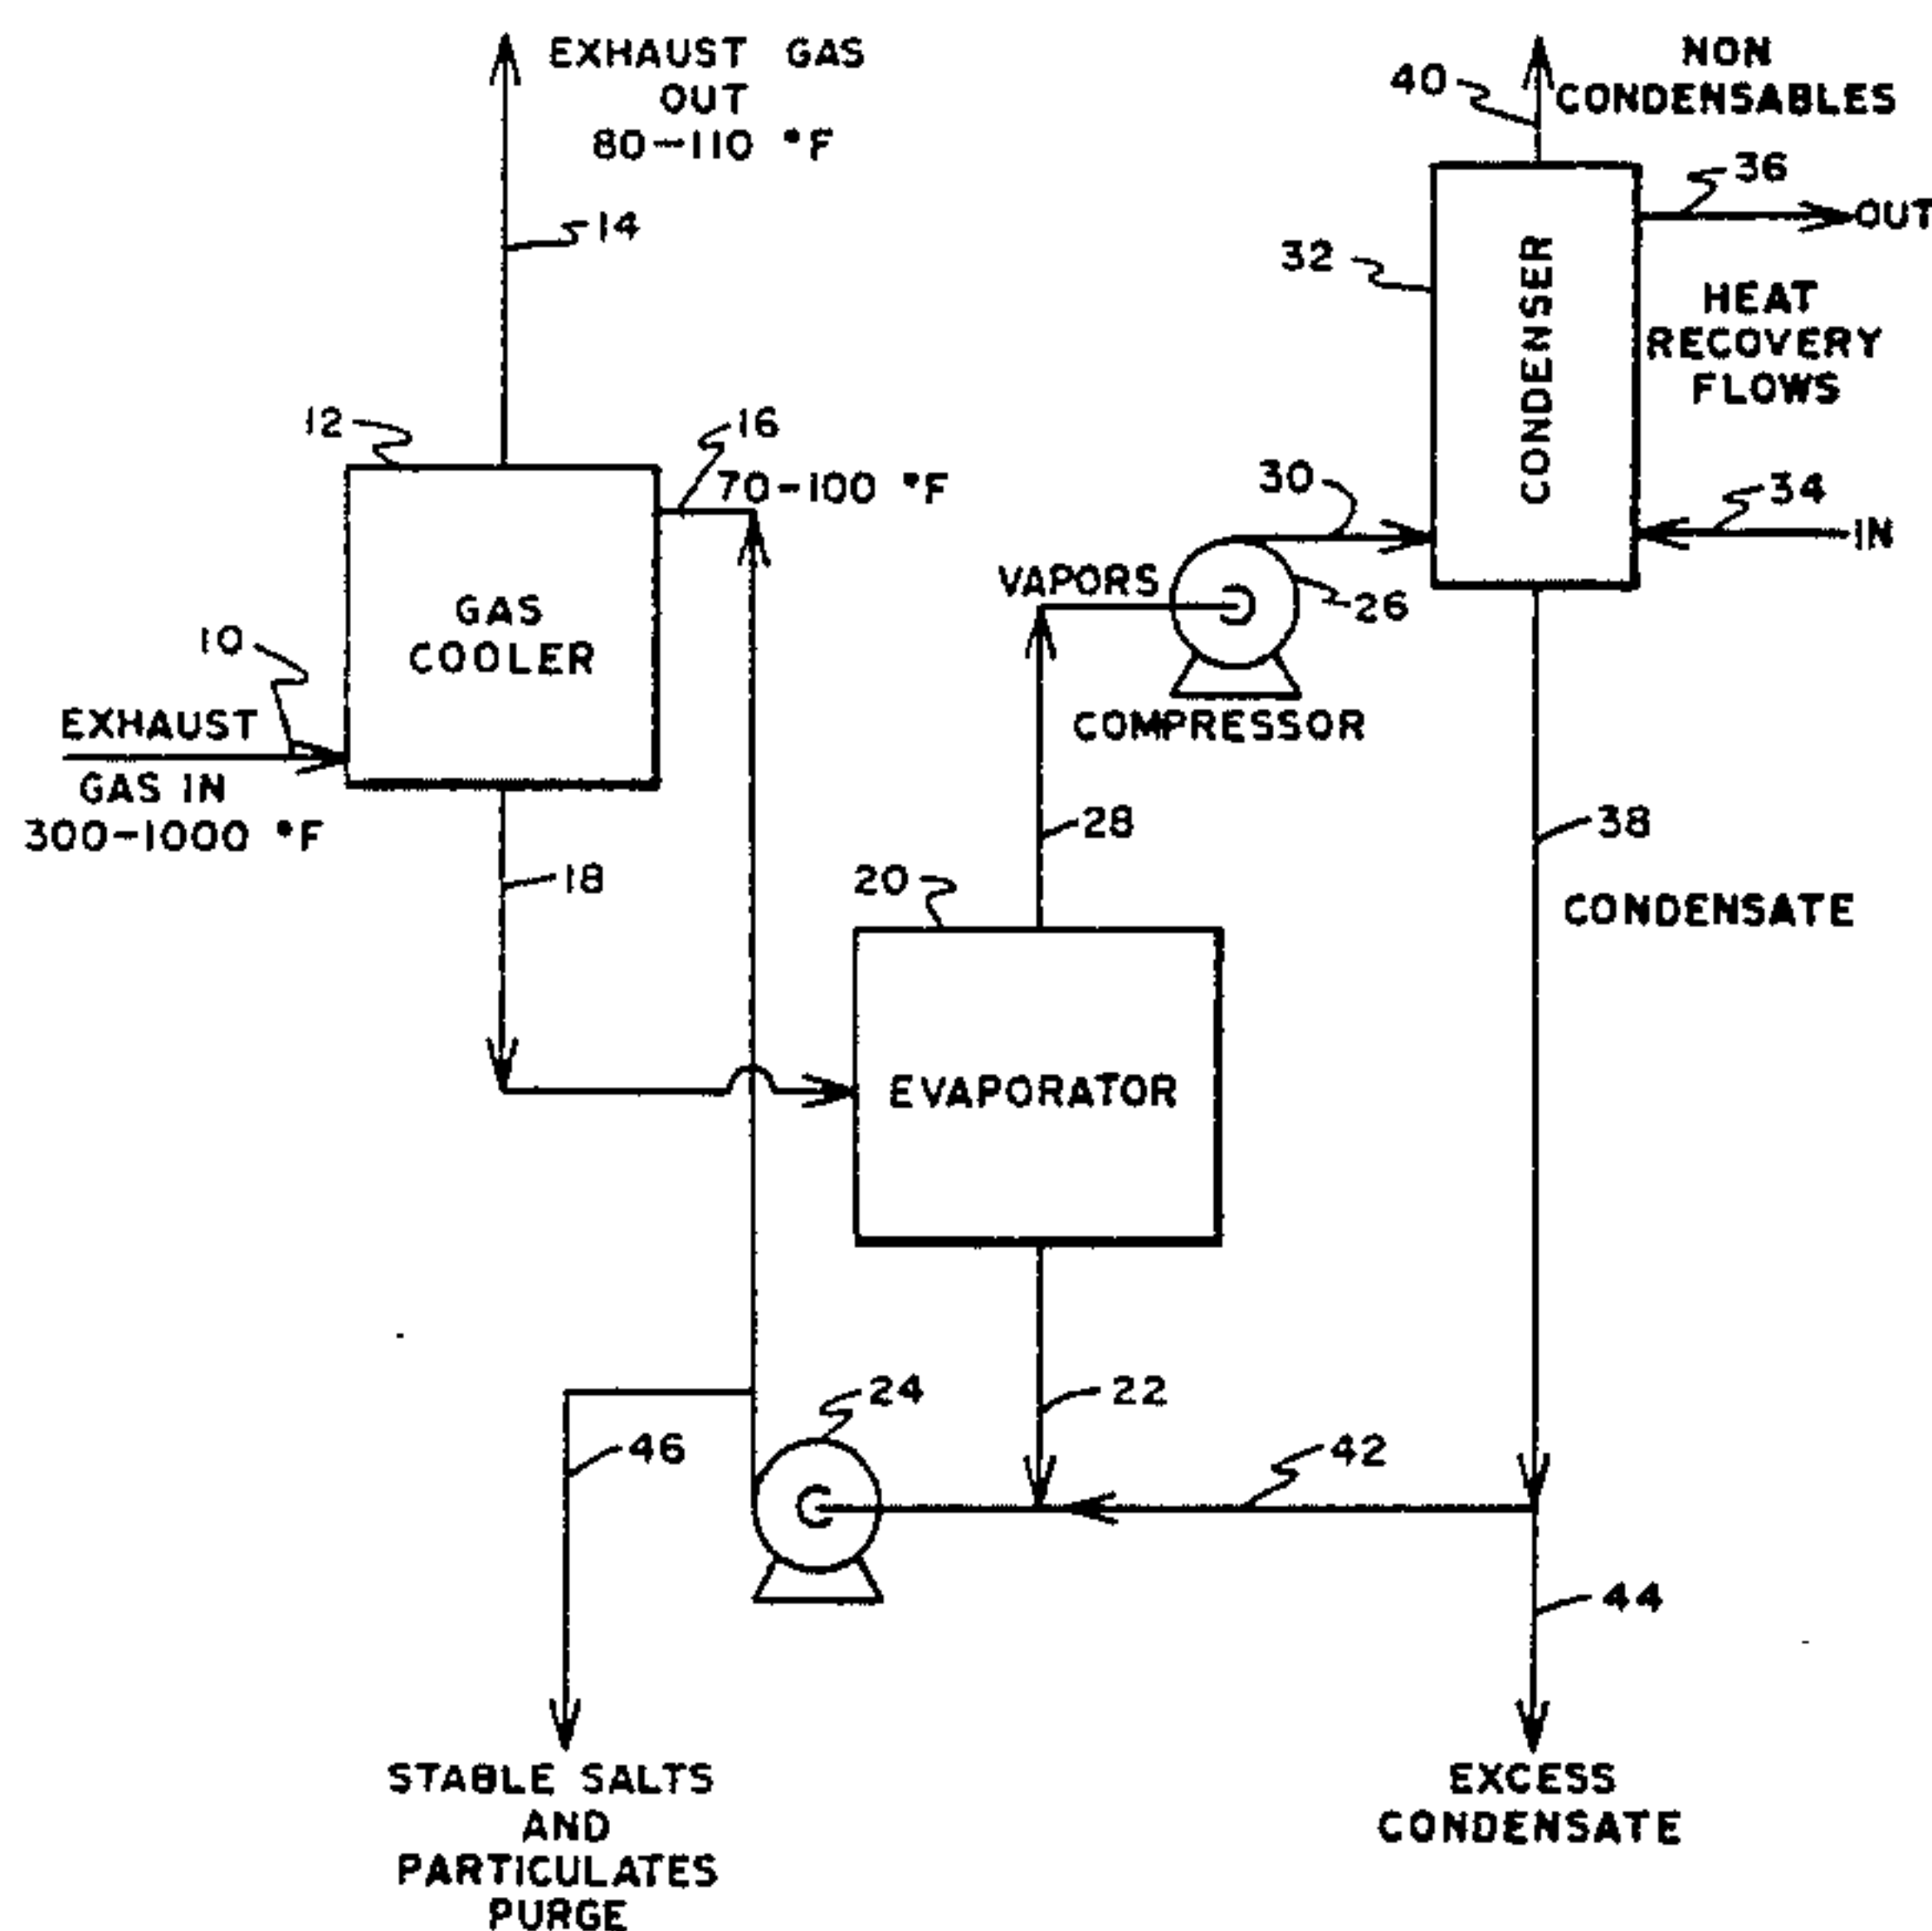 EXHAUST GAS
OUT
80-110 °F
14
40
NON
CONDENSABLES
36
OUT
32
CONDENSER
HEAT
RECOVERY
FLOWS
12
16
70-100 °F
30
34
IN
GAS
COOLER
10
EXHAUST
GAS IN
300-1000 °F
VAPORS
26
COMPRESSOR
18
28
38
20
CONDENSATE
EVAPORATOR
24
22
46
42
44
STABLE SALTS
AND
PARTICULATES
PURGE
EXCESS
CONDENSATE